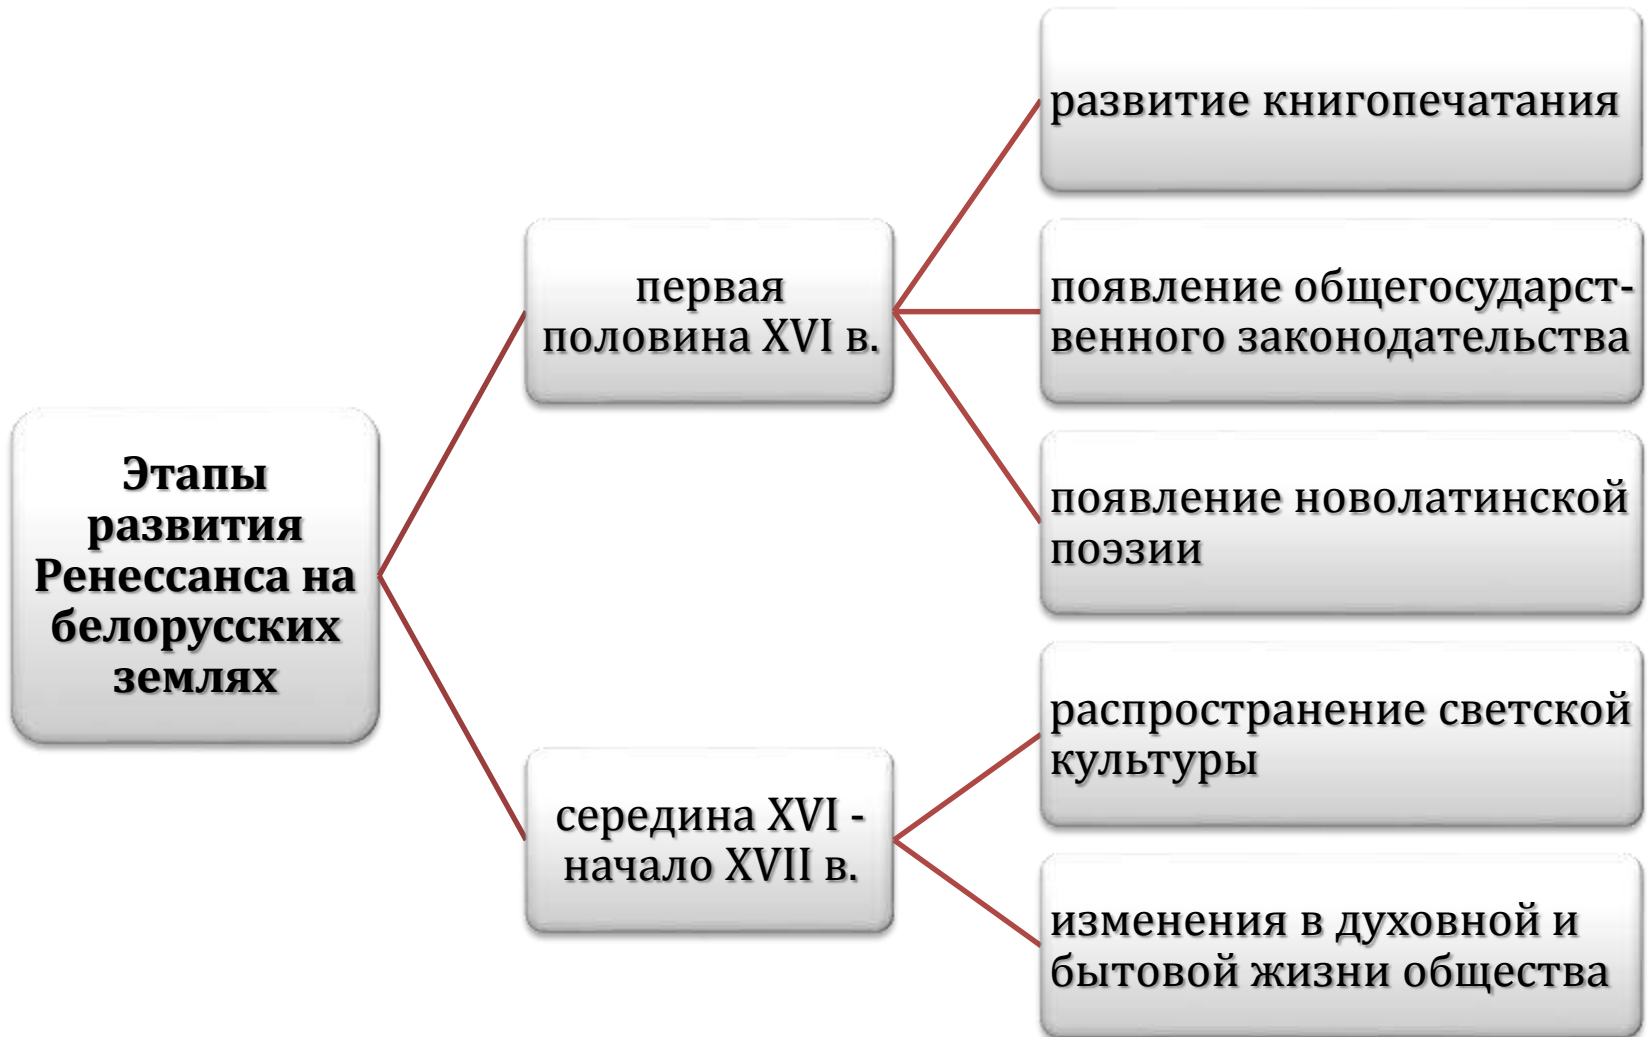 Этапы
развития
Ренессанса на
белорусских
землях
первая
половина XVI в.
развитие книгопечатания
появление общегосударст-
венного законодательства
появление новолатинской
поэзии
середина XVI -
начало XVII в.
распространение светской
культуры
изменения в духовной и
бытовой жизни общества